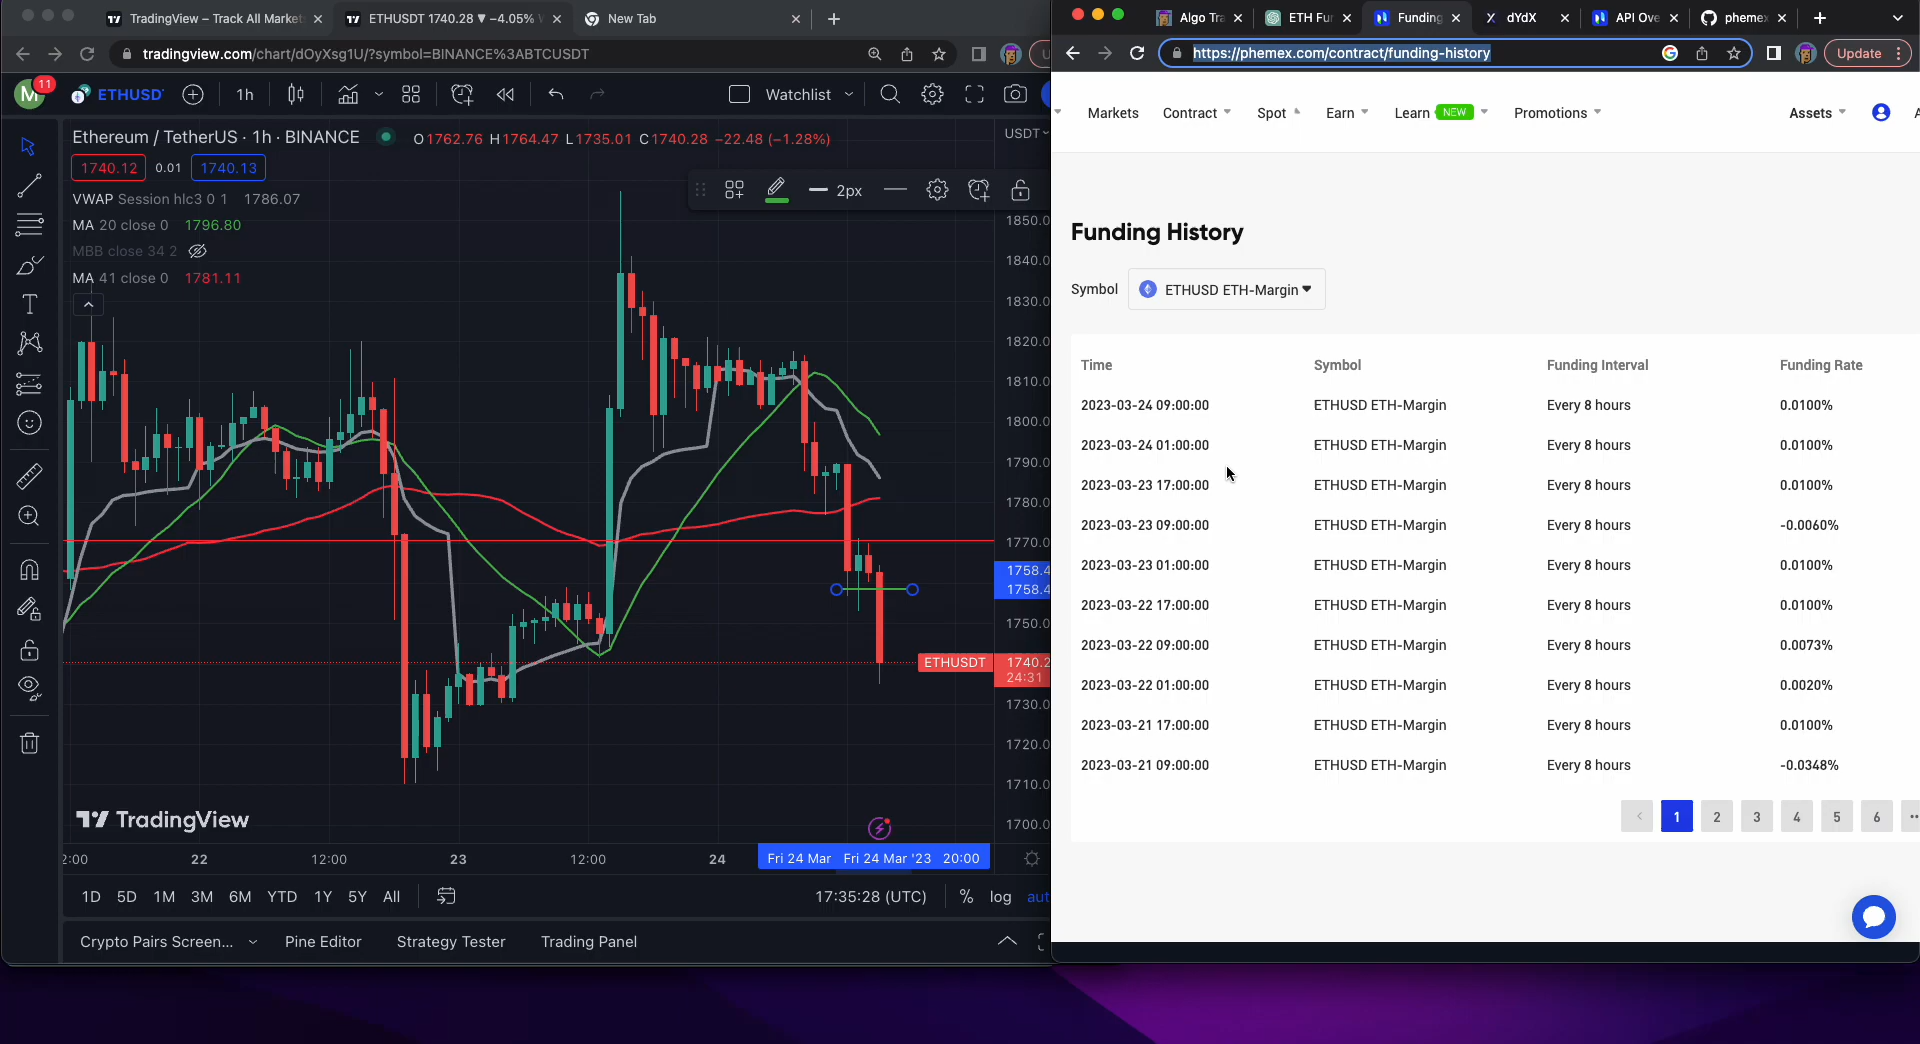 TradingView – Track All Market
ETHUSDT 1740.28 ▼ −4.05%
New Tab
tradingview.com/chart/dOyXsg1U/?symbol=BINANCE%3ABTCUSDT
M
11
ETHUSD
1h
Watchlist
Ethereum / TetherUS · 1h · BINANCE
O1762.76 H1764.47 L1735.01 C1740.28 −22.48 (−1.28%)
USDT
1740.12
0.01
1740.13
VWAP Session hlc3 0 1 1786.07
2px
MA 20 close 0 1796.80
MBB close 34 2
MA 41 close 0 1781.11
1850.0
1840.0
1830.0
1820.0
1810.0
1800.0
1790.0
1780.0
1770.0
1758.4
1758.4
1750.0
ETHUSDT
1740.2
24:31
1730.0
1720.0
1710.0
1700.0
TradingView
2:00
22
12:00
23
12:00
24
Fri 24 Mar
Fri 24 Mar '23 20:00
1D 5D 1M 3M 6M YTD 1Y 5Y All
17:35:28 (UTC)
% log auto
Crypto Pairs Screen...
Pine Editor
Strategy Tester
Trading Panel
Algo Tra
ETH Fur
Funding
dYdX
API Ove
phemex
https://phemex.com/contract/funding-history
Update
Markets
Contract
Spot
Earn
Learn NEW
Promotions
Assets
Funding History
Symbol
ETHUSD ETH-Margin
Time Symbol Funding Interval Funding Rate
2023-03-24 09:00:00 ETHUSD ETH-Margin Every 8 hours 0.0100%
2023-03-24 01:00:00 ETHUSD ETH-Margin Every 8 hours 0.0100%
2023-03-23 17:00:00 ETHUSD ETH-Margin Every 8 hours 0.0100%
2023-03-23 09:00:00 ETHUSD ETH-Margin Every 8 hours -0.0060%
2023-03-23 01:00:00 ETHUSD ETH-Margin Every 8 hours 0.0100%
2023-03-22 17:00:00 ETHUSD ETH-Margin Every 8 hours 0.0100%
2023-03-22 09:00:00 ETHUSD ETH-Margin Every 8 hours 0.0073%
2023-03-22 01:00:00 ETHUSD ETH-Margin Every 8 hours 0.0020%
2023-03-21 17:00:00 ETHUSD ETH-Margin Every 8 hours 0.0100%
2023-03-21 09:00:00 ETHUSD ETH-Margin Every 8 hours -0.0348%
< 1 2 3 4 5 6 ••